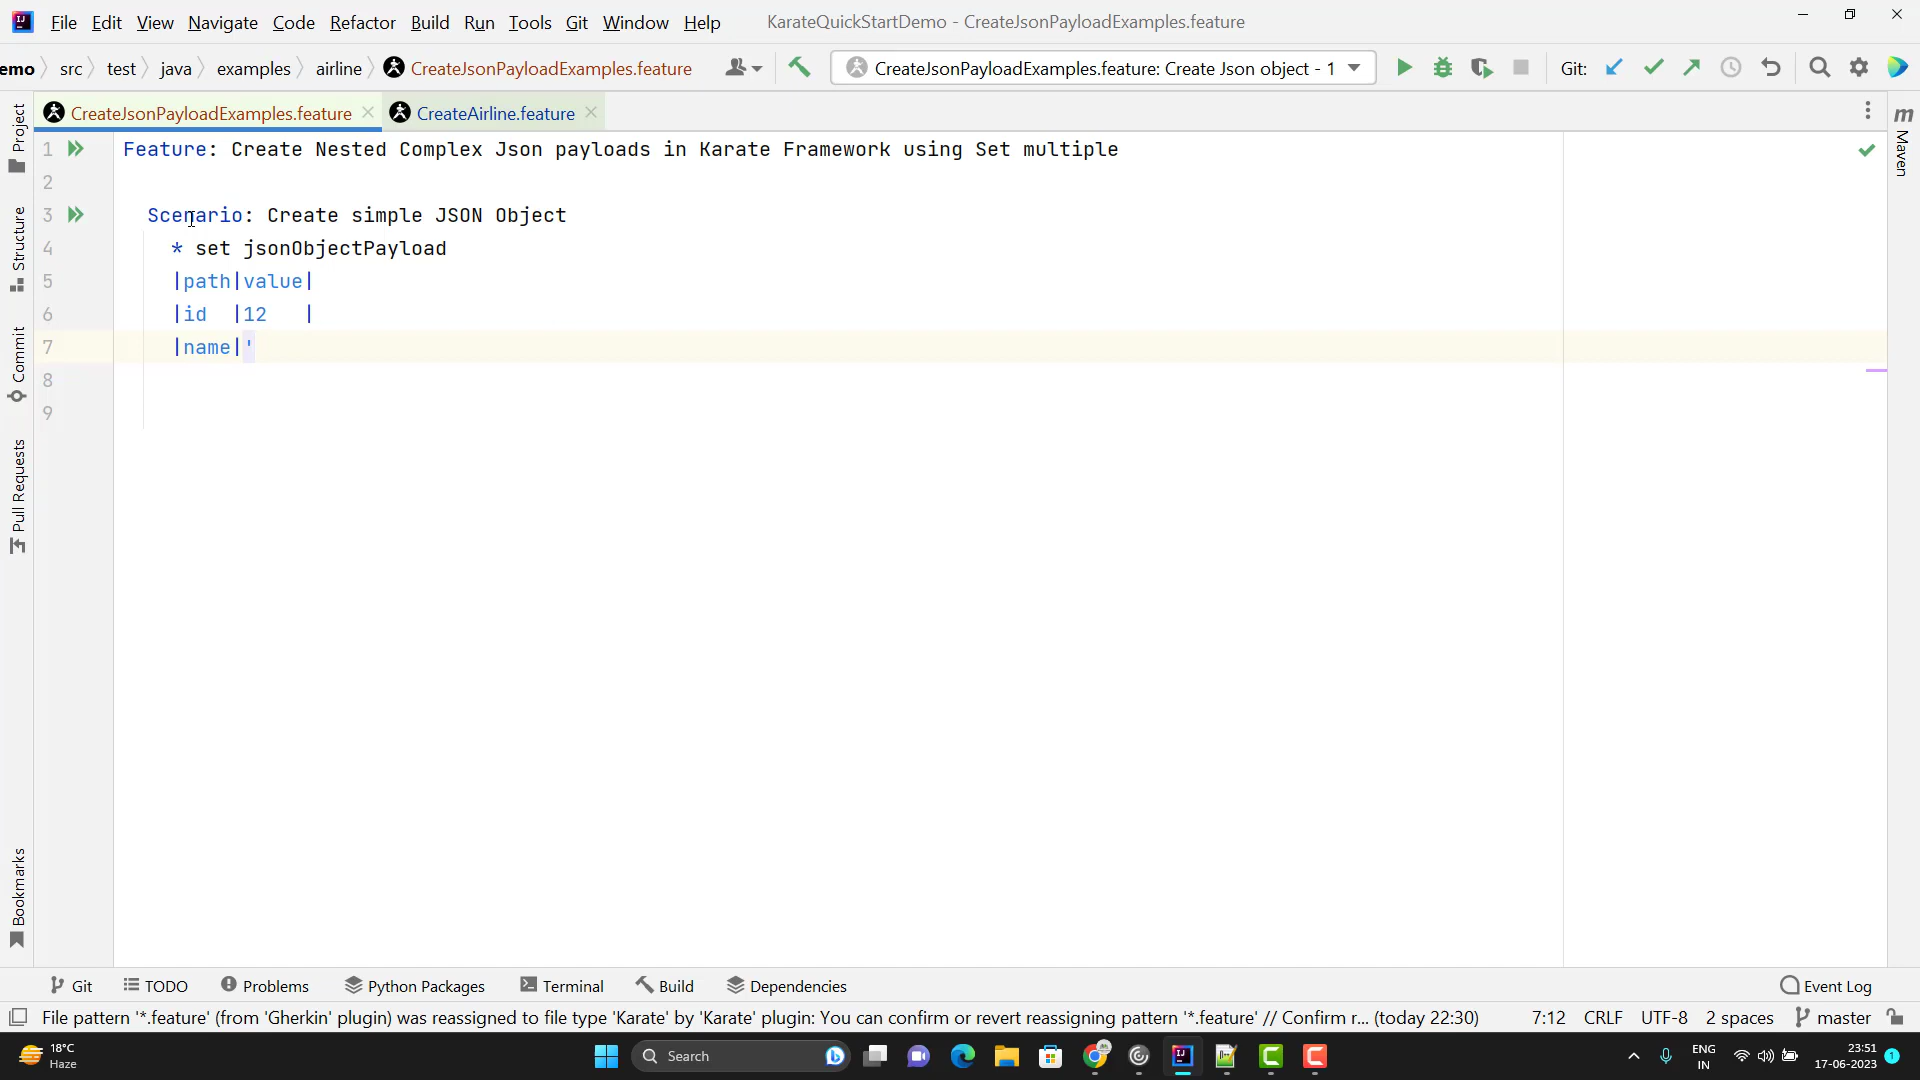 File Edit View Navigate Code Refactor Build Run Tools Git Window Help KarateQuickStartDemo - CreateJsonPayloadExamples.feature
emo src test java examples airline CreateJsonPayloadExamples.feature CreateJsonPayloadExamples.feature: Create Json object - 1 Git:
CreateJsonPayloadExamples.feature CreateAirline.feature
1 Feature: Create Nested Complex Json payloads in Karate Framework using Set multiple
2
3 Scenario: Create simple JSON Object
4 * set jsonObjectPayload
5 |path|value|
6 |id |12 |
7 |name|'
8
9
Project
Structure
Commit
Pull Requests
Bookmarks
m
Maven
Git TODO Problems Python Packages Terminal Build Dependencies Event Log
File pattern '*.feature' (from 'Gherkin' plugin) was reassigned to file type 'Karate' by 'Karate' plugin: You can confirm or revert reassigning pattern '*.feature' // Confirm r... (today 22:30) 7:12 CRLF UTF-8 2 spaces master
18°C
Haze
Search
ENG
IN
23:51
17-06-2023
1